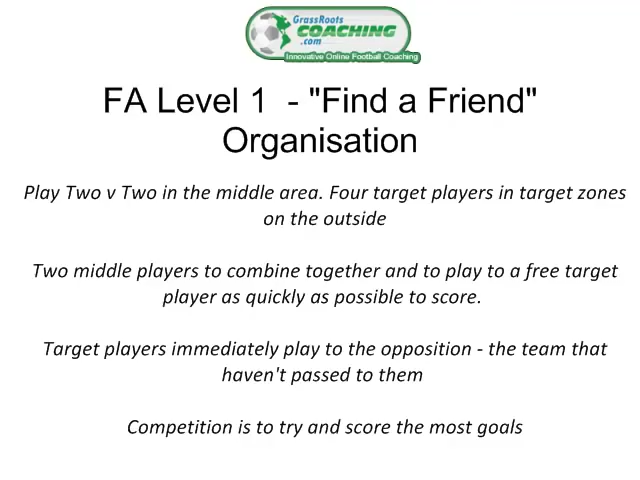 GrassRoots
COACHING
.com
Innovative Online Football Coaching
FA Level 1 - "Find a Friend"
Organisation
Play Two v Two in the middle area. Four target players in target zones
on the outside
Two middle players to combine together and to play to a free target
player as quickly as possible to score.
Target players immediately play to the opposition - the team that
haven't passed to them
Competition is to try and score the most goals